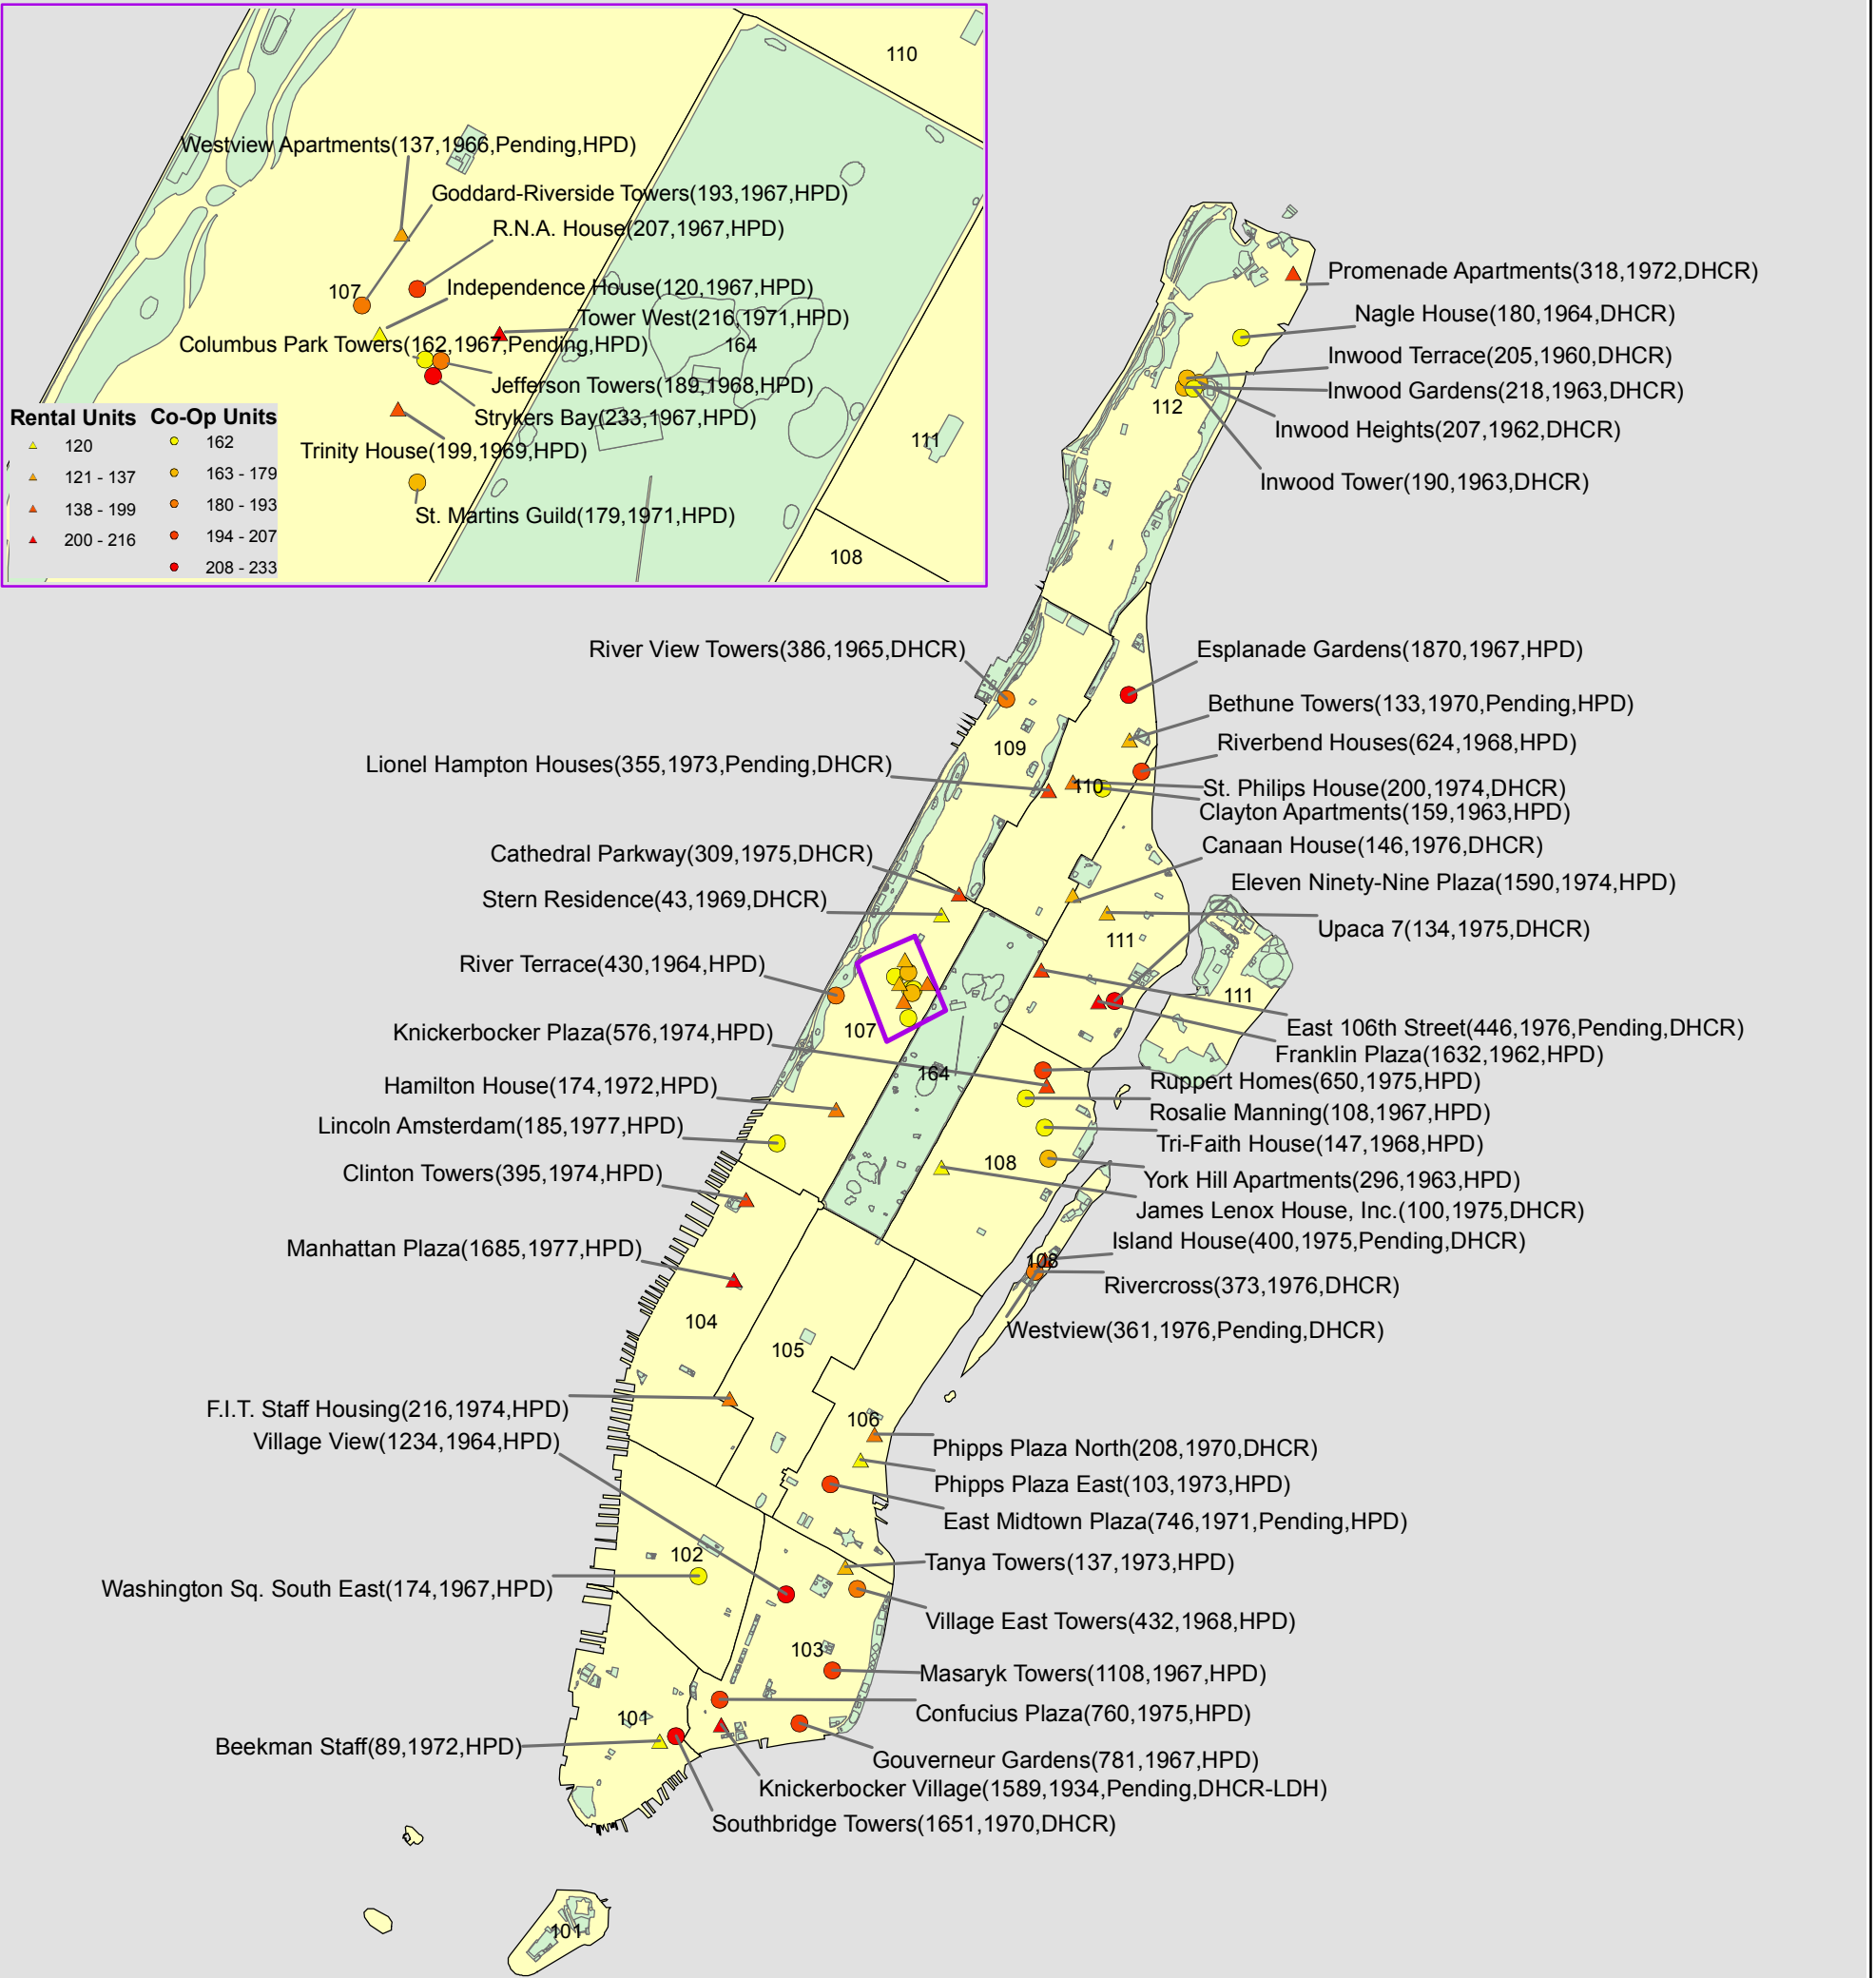 110
Westview Apartments(137,1966,Pending,HPD)
Goddard-Riverside Towers(193,1967,HPD)
R.N.A. House(207,1967,HPD)
107
Independence House(120,1967,HPD)
Tower West(216,1971,HPD)
Columbus Park Towers(162,1967,Pending,HPD)
164
Jefferson Towers(189,1968,HPD)
Strykers Bay(233,1967,HPD)
111
Trinity House(199,1969,HPD)
St. Martins Guild(179,1971,HPD)
108
Rental Units Co-Op Units
120 162
121 - 137 163 - 179
138 - 199 180 - 193
200 - 216 194 - 207
208 - 233
Promenade Apartments(318,1972,DHCR)
Nagle House(180,1964,DHCR)
Inwood Terrace(205,1960,DHCR)
Inwood Gardens(218,1963,DHCR)
112
Inwood Heights(207,1962,DHCR)
Inwood Tower(190,1963,DHCR)
River View Towers(386,1965,DHCR)
Esplanade Gardens(1870,1967,HPD)
Bethune Towers(133,1970,Pending,HPD)
109
Riverbend Houses(624,1968,HPD)
Lionel Hampton Houses(355,1973,Pending,DHCR)
110
St. Philips House(200,1974,DHCR)
Clayton Apartments(159,1963,HPD)
Canaan House(146,1976,DHCR)
Cathedral Parkway(309,1975,DHCR)
Eleven Ninety-Nine Plaza(1590,1974,HPD)
Stern Residence(43,1969,DHCR)
Upaca 7(134,1975,DHCR)
111
River Terrace(430,1964,HPD)
111
East 106th Street(446,1976,Pending,DHCR)
107
Knickerbocker Plaza(576,1974,HPD)
Franklin Plaza(1632,1962,HPD)
164
Ruppert Homes(650,1975,HPD)
Hamilton House(174,1972,HPD)
Rosalie Manning(108,1967,HPD)
Lincoln Amsterdam(185,1977,HPD)
Tri-Faith House(147,1968,HPD)
108
Clinton Towers(395,1974,HPD)
York Hill Apartments(296,1963,HPD)
James Lenox House, Inc.(100,1975,DHCR)
Island House(400,1975,Pending,DHCR)
Manhattan Plaza(1685,1977,HPD)
108
Rivercross(373,1976,DHCR)
104
Westview(361,1976,Pending,DHCR)
105
F.I.T. Staff Housing(216,1974,HPD)
106
Village View(1234,1964,HPD)
Phipps Plaza North(208,1970,DHCR)
Phipps Plaza East(103,1973,HPD)
East Midtown Plaza(746,1971,Pending,HPD)
102
Tanya Towers(137,1973,HPD)
Washington Sq. South East(174,1967,HPD)
Village East Towers(432,1968,HPD)
103
Masaryk Towers(1108,1967,HPD)
Confucius Plaza(760,1975,HPD)
101
Beekman Staff(89,1972,HPD)
Gouverneur Gardens(781,1967,HPD)
Knickerbocker Village(1589,1934,Pending,DHCR-LDH)
Southbridge Towers(1651,1970,DHCR)
101